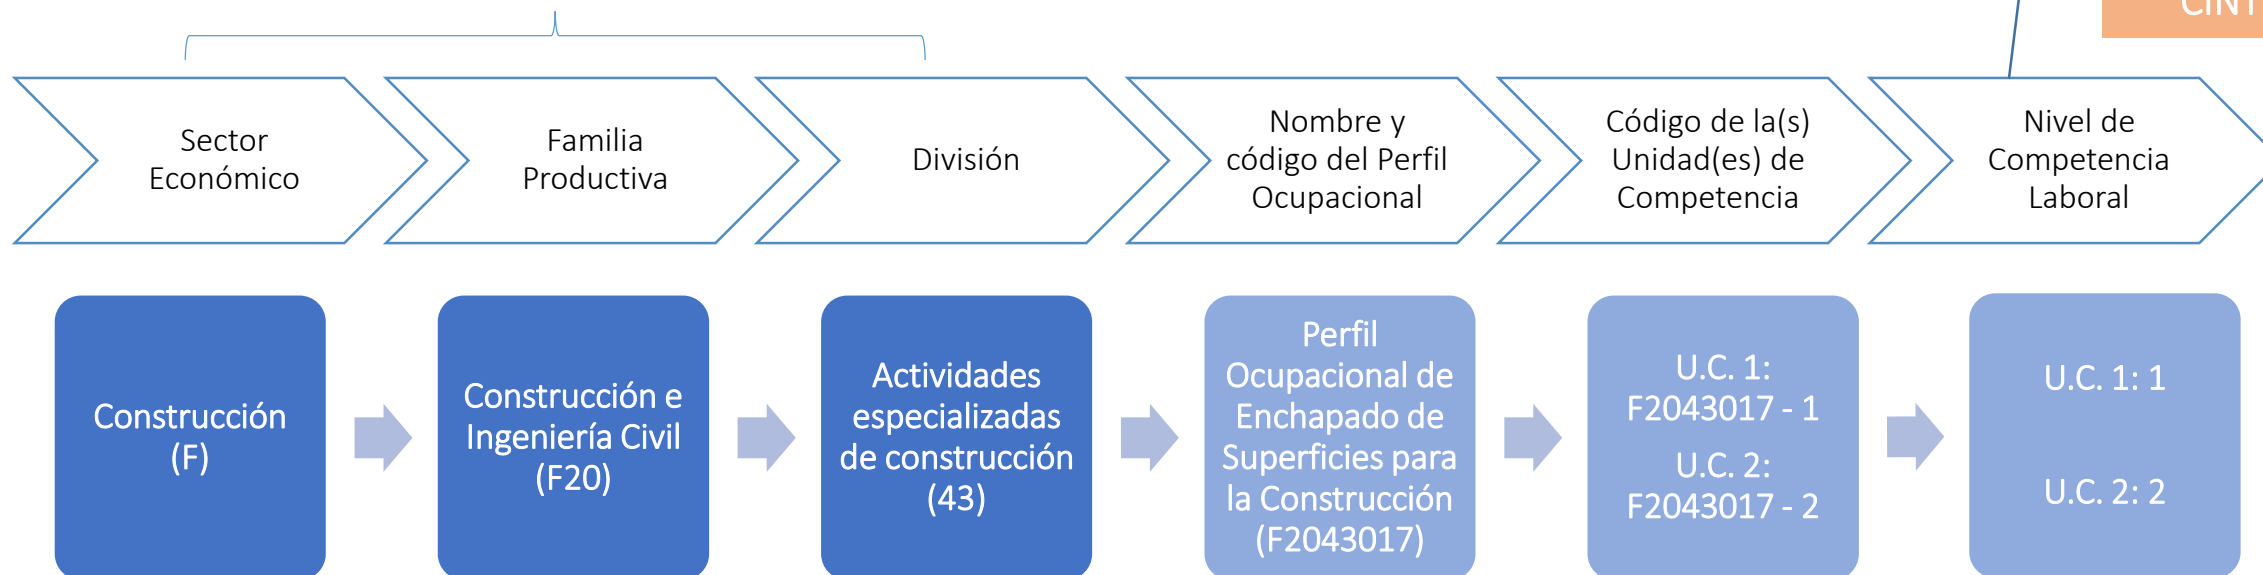 Sector
Económico
Familia
Productiva
División
Nombre y
código del Perfil
Ocupacional
Código de la(s)
Unidad(es) de
Competencia
Nivel de
Competencia
Laboral
Construcción
(F)
Construcción e
Ingeniería Civil
(F20)
Actividades
especializadas
de construcción
(43)
Perfil
Ocupacional de
Enchapado de
Superficies para
la Construcción
(F2043017)
U.C. 1:
F2043017 - 1
U.C. 2:
F2043017 - 2
U.C. 1: 1
U.C. 2: 2